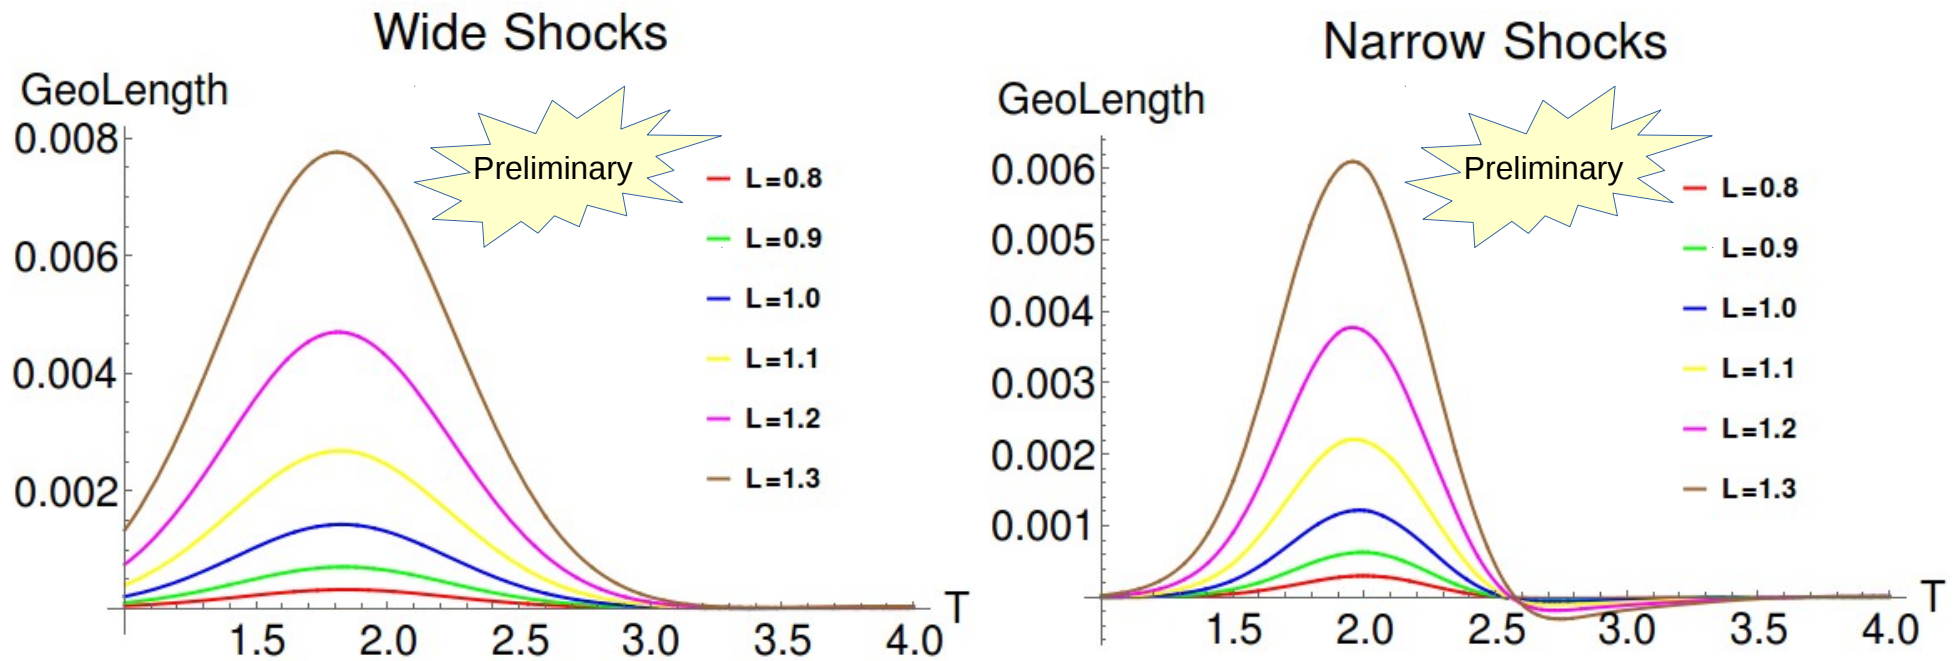 Wide Shocks
GeoLength
0.008
0.006
0.004
0.002
1.5 2.0 2.5 3.0 3.5 4.0
T
Preliminary
L=0.8
L=0.9
L=1.0
L=1.1
L=1.2
L=1.3
Narrow Shocks
GeoLength
0.006
0.005
0.004
0.003
0.002
0.001
1.5 2.0 2.5 3.0 3.5 4.0
T
Preliminary
L=0.8
L=0.9
L=1.0
L=1.1
L=1.2
L=1.3